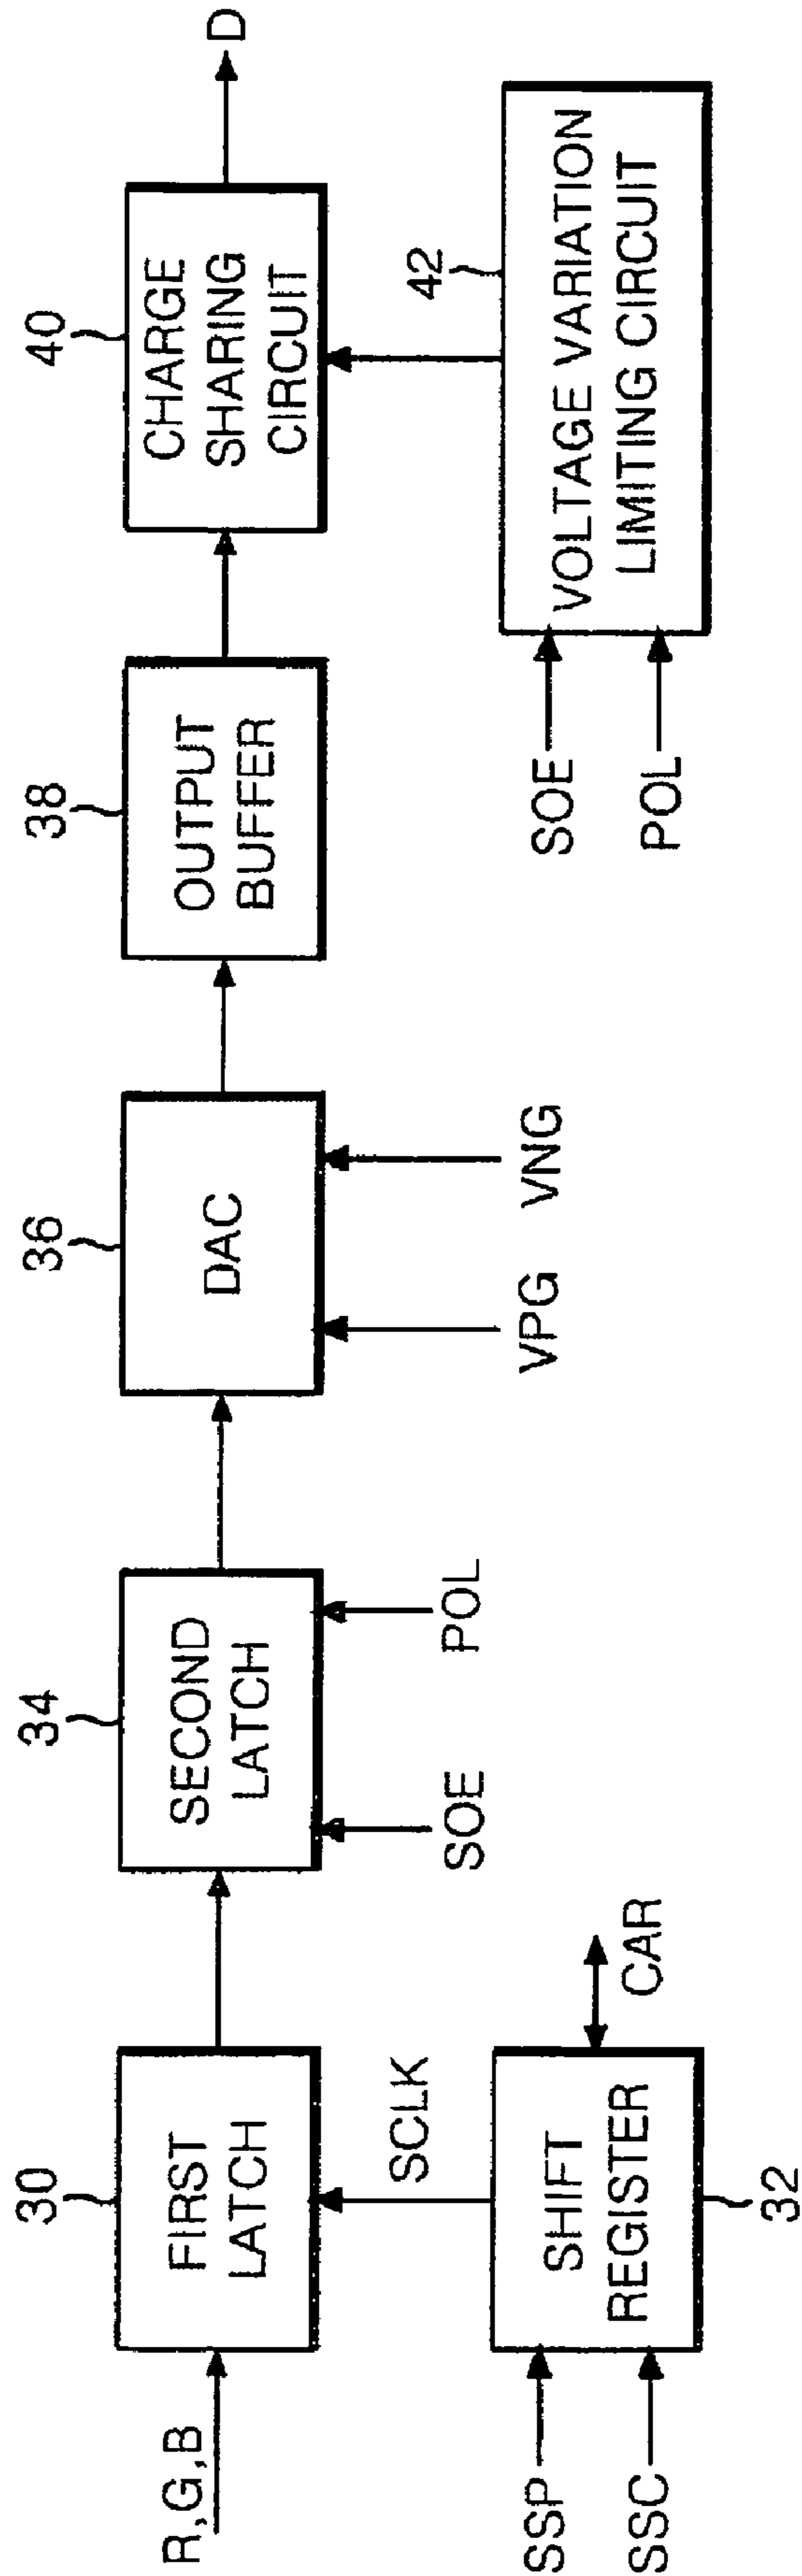 30
FIRST
LATCH
R,G,B
34
SECOND
LATCH
SOE
POL
36
DAC
VPG
VNG
38
OUTPUT
BUFFER
40
CHARGE
SHARING
CIRCUIT
D
SCLK
SHIFT
REGISTER
32
SSP
SSC
CAR
42
VOLTAGE VARIATION
LIMITING CIRCUIT
SOE
POL